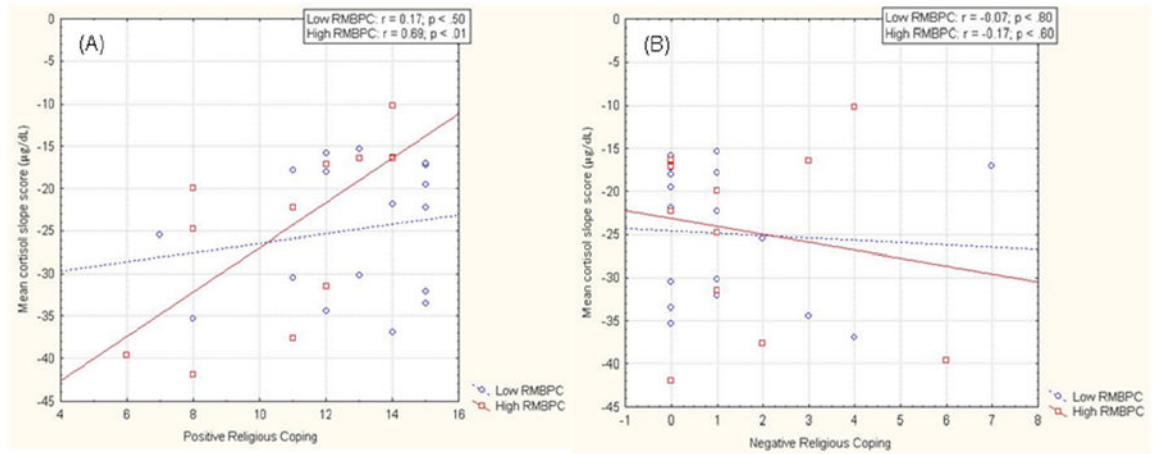 Low RMBPC: r = 0.17; p < .50
High RMBPC: r = 0.69; p < .01
(A)
0
-5
-10
-15
-20
-25
-30
-35
-40
-45
Mean cortisol slope score (µg/dL)
4 6 8 10 12 14 16
Positive Religious Coping
Low RMBPC
High RMBPC
Low RMBPC: r = -0.07; p < .80
High RMBPC: r = -0.17; p < .60
(B)
0
-5
-10
-15
-20
-25
-30
-35
-40
-45
Mean cortisol slope score (µg/dL)
-1 0 1 2 3 4 5 6 7 8
Negative Religious Coping
Low RMBPC
High RMBPC